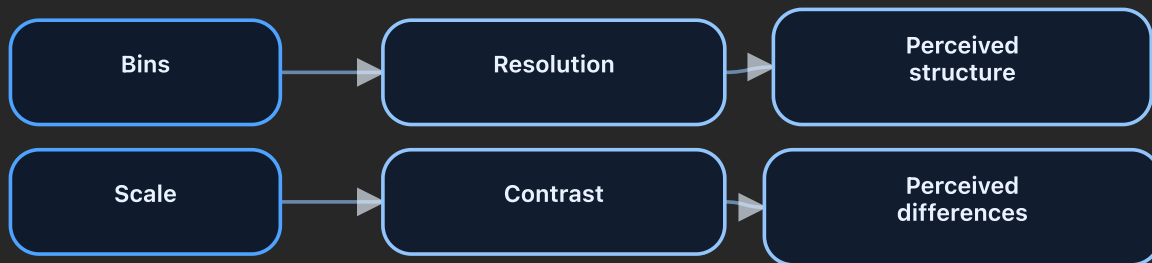 Bins
Resolution
Perceived
structure
Scale
Contrast
Perceived
differences